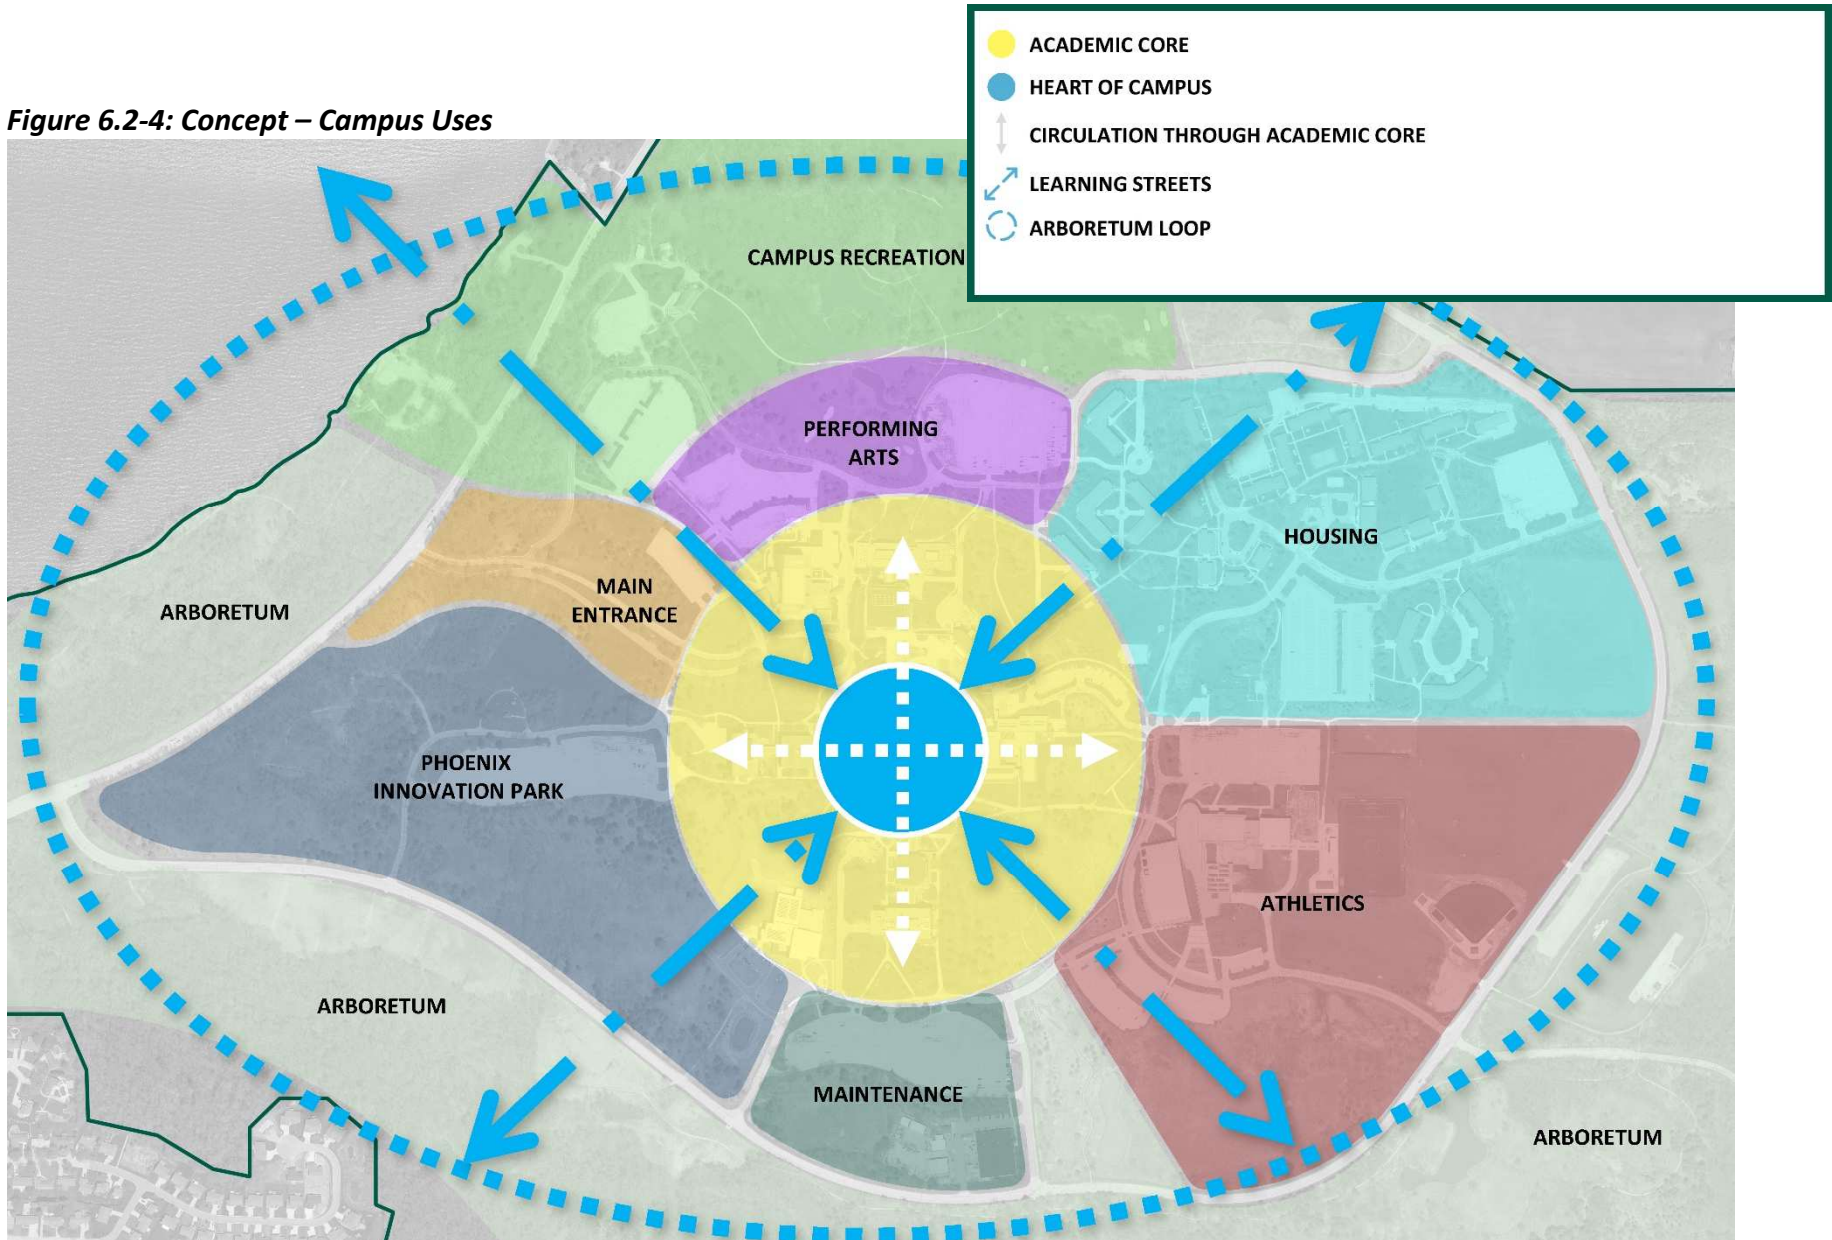 ACADEMIC CORE
HEART OF CAMPUS
Figure 6.2-4: Concept – Campus Uses
CIRCULATION THROUGH ACADEMIC CORE
LEARNING STREETS
ARBORETUM LOOP
CAMPUS RECREATION
PERFORMING
ARTS
HOUSING
MAIN
ENTRANCE
ARBORETUM
PHOENIX
INNOVATION PARK
ATHLETICS
ARBORETUM
MAINTENANCE
ARBORETUM